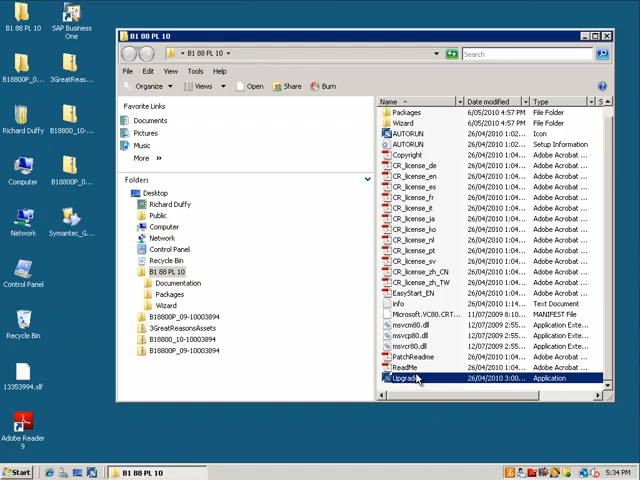 B1 88 PL 10
SAP Business
One
B18800P_0...
3GreatReas...
Richard Duffy
B1800_10-...
Computer
B18800P_0...
Network
Symantec_G...
Control Panel
Recycle Bin
13353994.slf
Adobe Reader
9
B1 88 PL 10
B1 88 PL 10
Search
File Edit View Tools Help
Organize Views Open Share Burn
Favorite Links
Documents
Pictures
Music
More »
Folders
Desktop
Richard Duffy
Public
Computer
Network
Control Panel
Recycle Bin
B1 88 PL 10
Documentation
Packages
Wizard
B18800P_09-10003894
3GreatReasonsAssets
B1800_10-10003894
B18800P_09-10003894
Name Date modified Type S
Packages 6/05/2010 4:57 PM File Folder
Wizard 6/05/2010 4:57 PM File Folder
AUTORUN 26/04/2010 1:02... Icon
AUTORUN 26/04/2010 1:02... Setup Information
Copyright 26/04/2010 1:04... Adobe Acrobat ...
CR_license_de 26/04/2010 1:04... Adobe Acrobat ...
CR_license_en 26/04/2010 1:04... Adobe Acrobat ...
CR_license_es 26/04/2010 1:04... Adobe Acrobat ...
CR_license_fr 26/04/2010 1:04... Adobe Acrobat ...
CR_license_it 26/04/2010 1:04... Adobe Acrobat ...
CR_license_ja 26/04/2010 1:04... Adobe Acrobat ...
CR_license_ko 26/04/2010 1:04... Adobe Acrobat ...
CR_license_nl 26/04/2010 1:04... Adobe Acrobat ...
CR_license_pt 26/04/2010 1:04... Adobe Acrobat ...
CR_license_sv 26/04/2010 1:04... Adobe Acrobat ...
CR_license_zh_CN 26/04/2010 1:04... Adobe Acrobat ...
CR_license_zh_TW 26/04/2010 1:04... Adobe Acrobat ...
EasyStart_EN 26/04/2010 1:04... Adobe Acrobat ...
info 26/04/2010 1:04... Text Document
Microsoft.VC80.CRT... 11/07/2009 8:10... MANIFEST File
msvcm80.dll 12/07/2009 2:55... Application Exte...
msvcp80.dll 12/07/2009 2:55... Application Exte...
msvcr80.dll 12/07/2009 2:55... Application Exte...
PatchReadme 26/04/2010 1:04... Adobe Acrobat ...
ReadMe 26/04/2010 1:04... Adobe Acrobat ...
Upgrade 26/04/2010 3:00... Application
Start B1 88 PL 10 5:34 PM